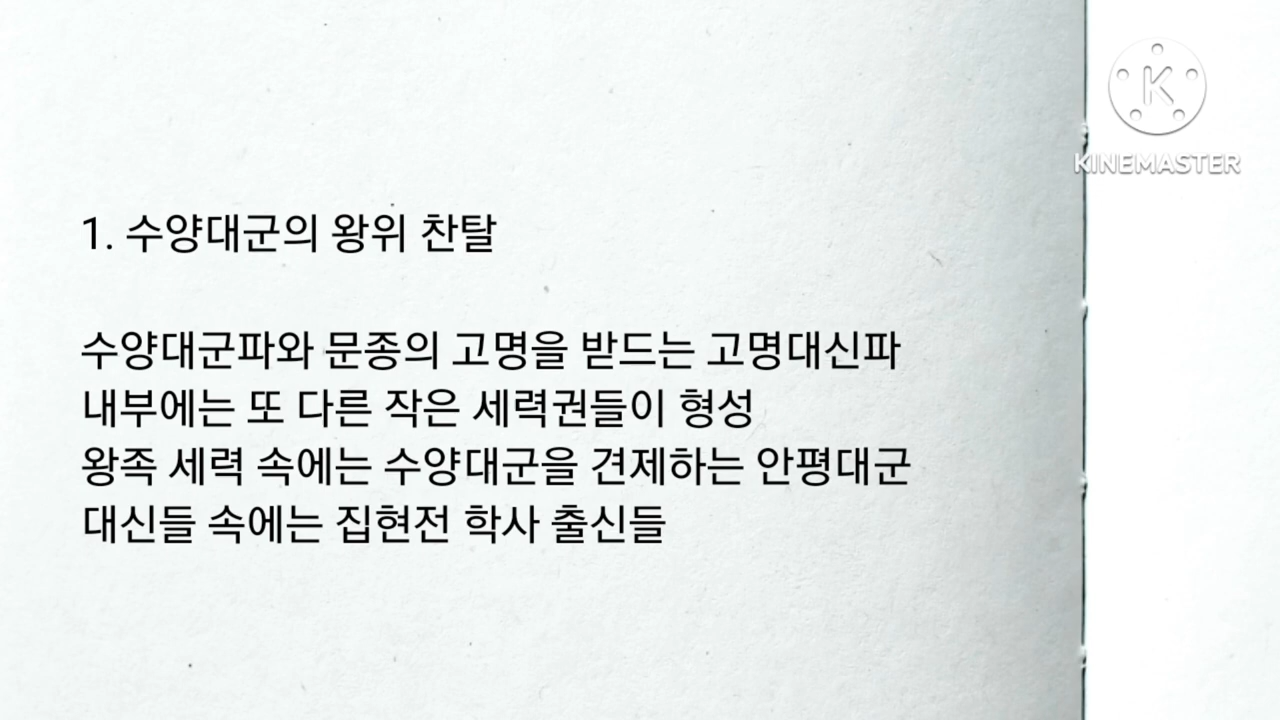 KINEMASTER
1. 수양대군의 왕위 찬탈
수양대군파와 문종의 고명을 받드는 고명대신파
내부에는 또 다른 작은 세력권들이 형성
왕족 세력 속에는 수양대군을 견제하는 안평대군
대신들 속에는 집현전 학사 출신들